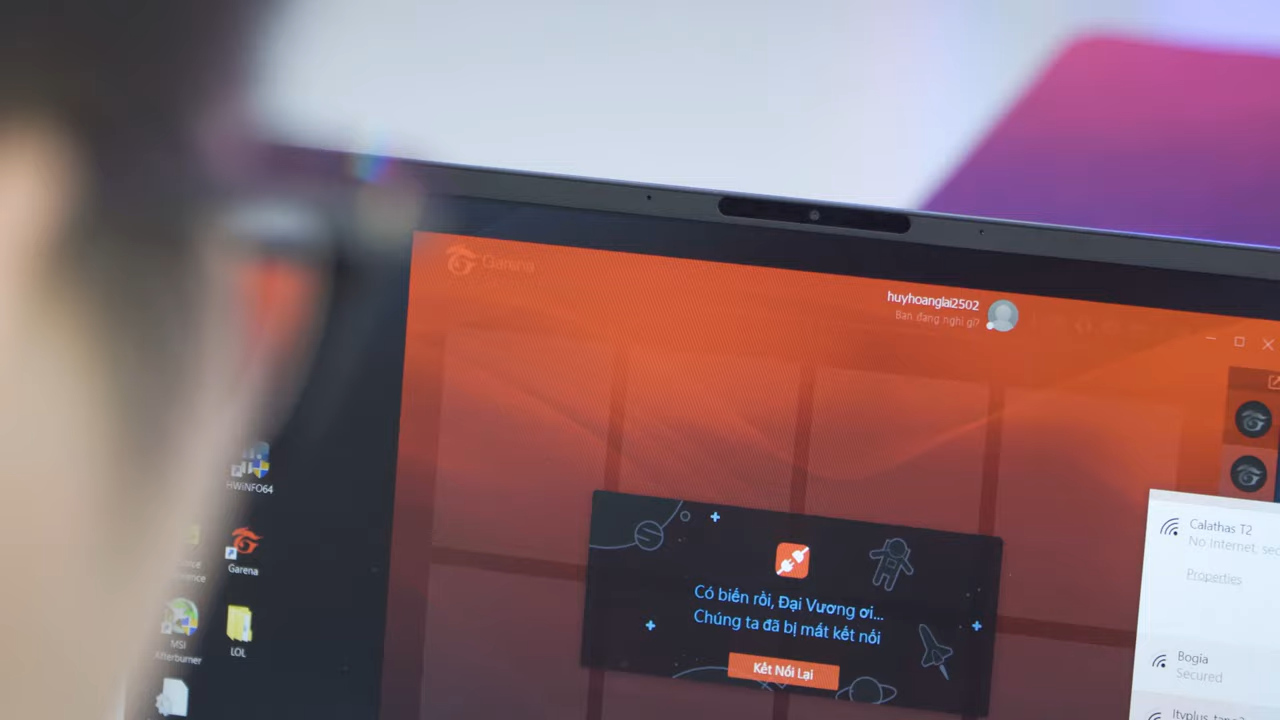 Garena
huyhoanglai2502
Bạn đang nghĩ gì?
HWiNFO64
Garena
MSI
Afterburner
LOL
Có biến rồi, Đại Vương ơi...
Chúng ta đã bị mất kết nối
Kết Nối Lại
Calathas T2
No Internet, sec
Properties
Bogia
Secured